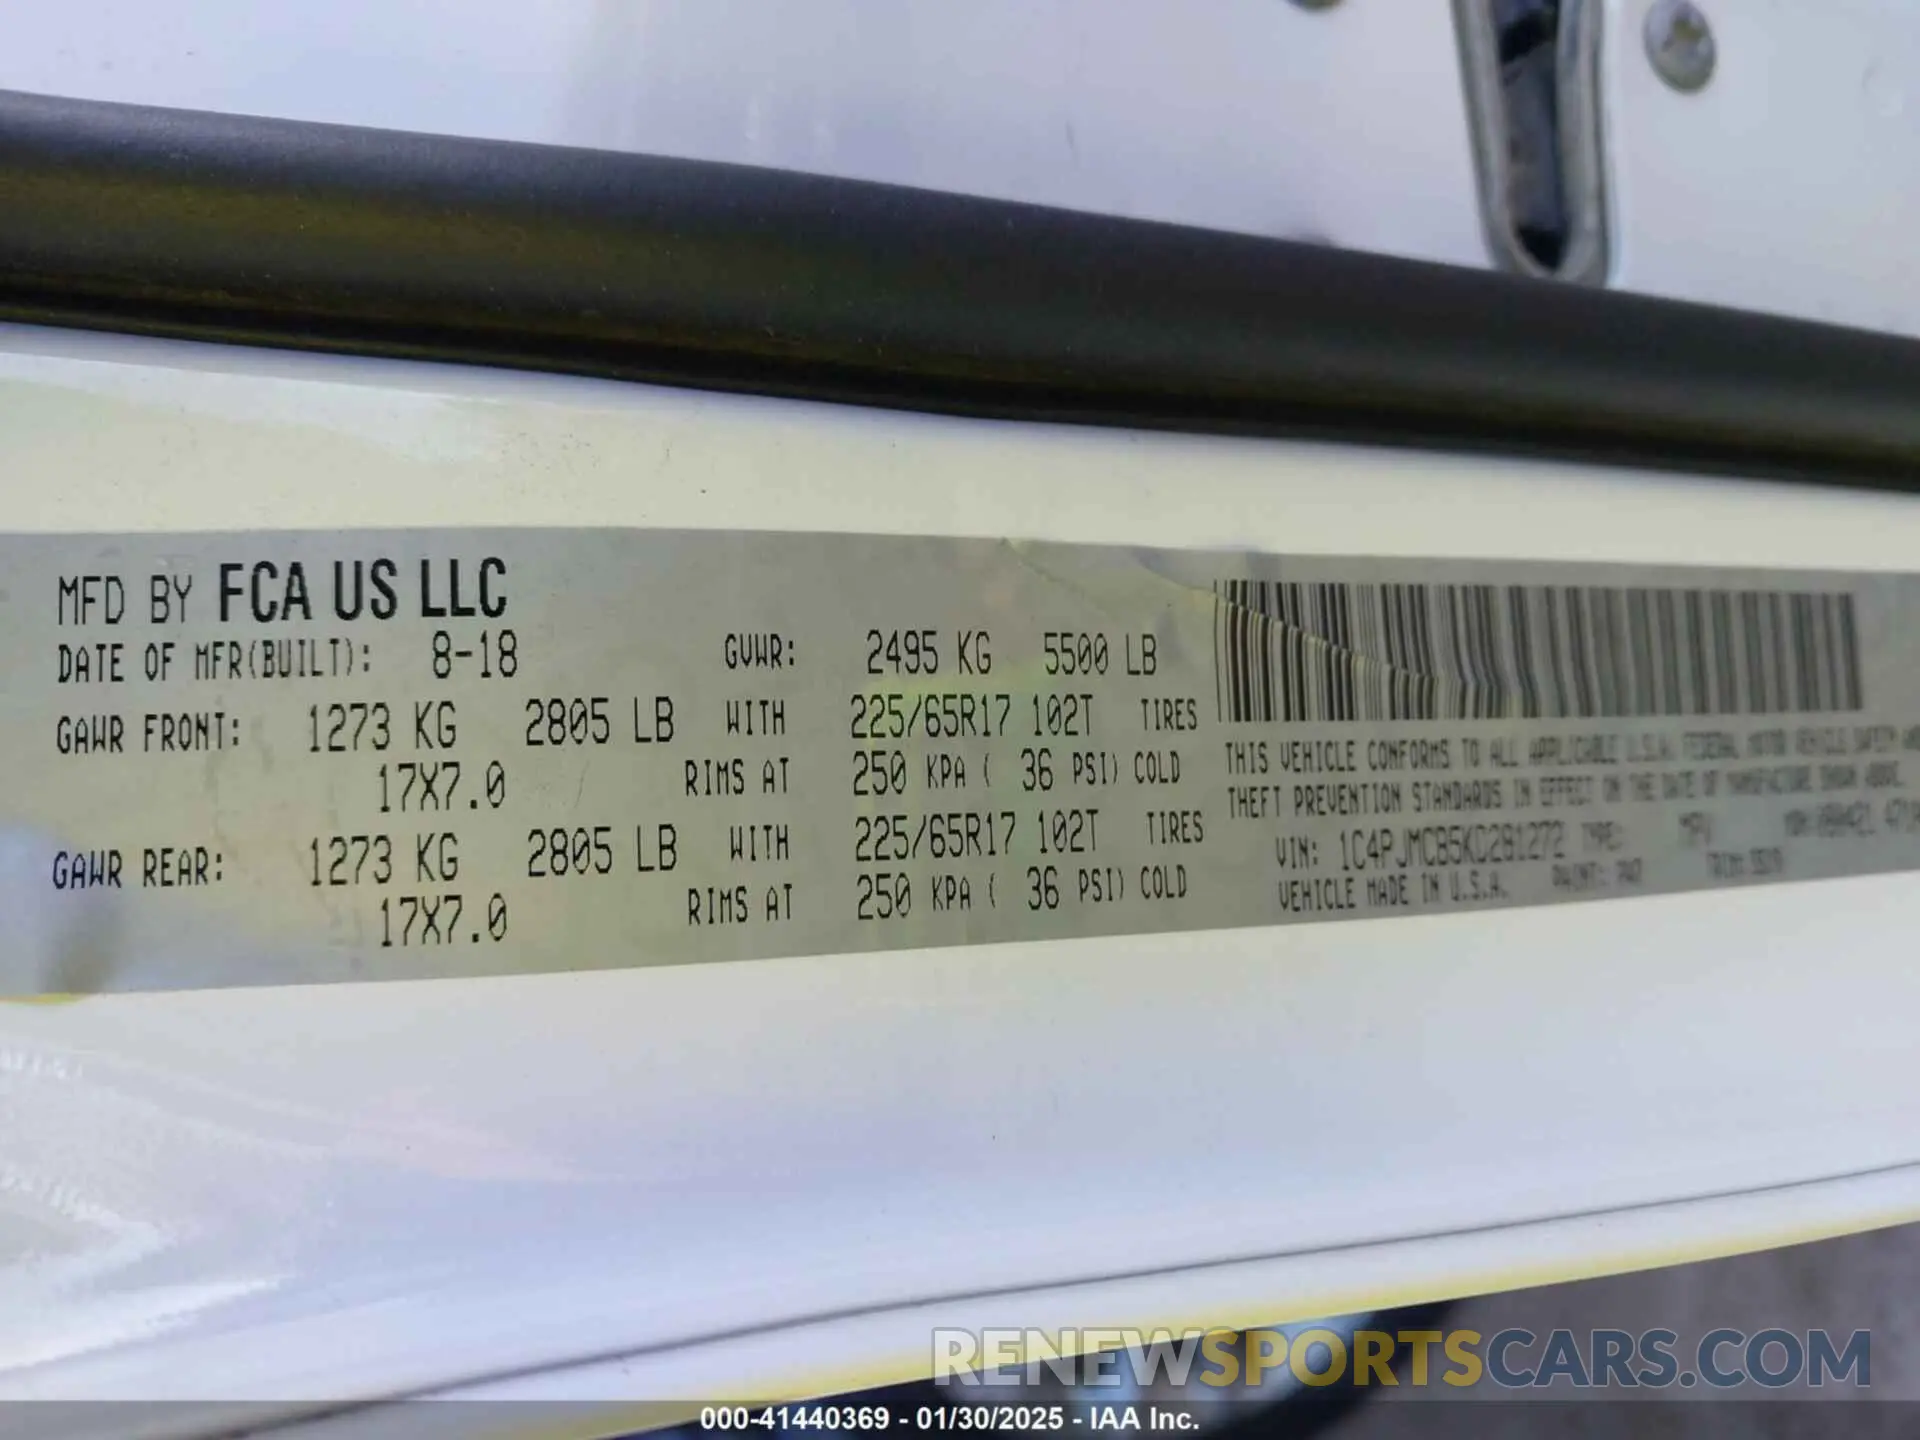 MFD BY FCA US LLC
DATE OF MFR(BUILT): 8-18 GVWR: 2495 KG 5500 LB
GAWR FRONT: 1273 KG 2805 LB WITH 225/65R17 102T TIRES
17X7.0 RIMS AT 250 KPA ( 36 PSI) COLD
GAWR REAR: 1273 KG 2805 LB WITH 225/65R17 102T TIRES
17X7.0 RIMS AT 250 KPA ( 36 PSI) COLD
THIS VEHICLE CONFORMS TO ALL APPLICABLE U.S.A. FEDERAL MOTOR VEHICLE SAFETY AND
THEFT PREVENTION STANDARDS IN EFFECT ON THE DATE OF MANUFACTURE SHOWN ABOVE.
VIN: 1C4PJMCB5KD281272 TYPE: MPV
VEHICLE MADE IN U.S.A. PAINT: PW7
RENEWSPORTSCARS.COM
000-41440369 - 01/30/2025 - IAA Inc.